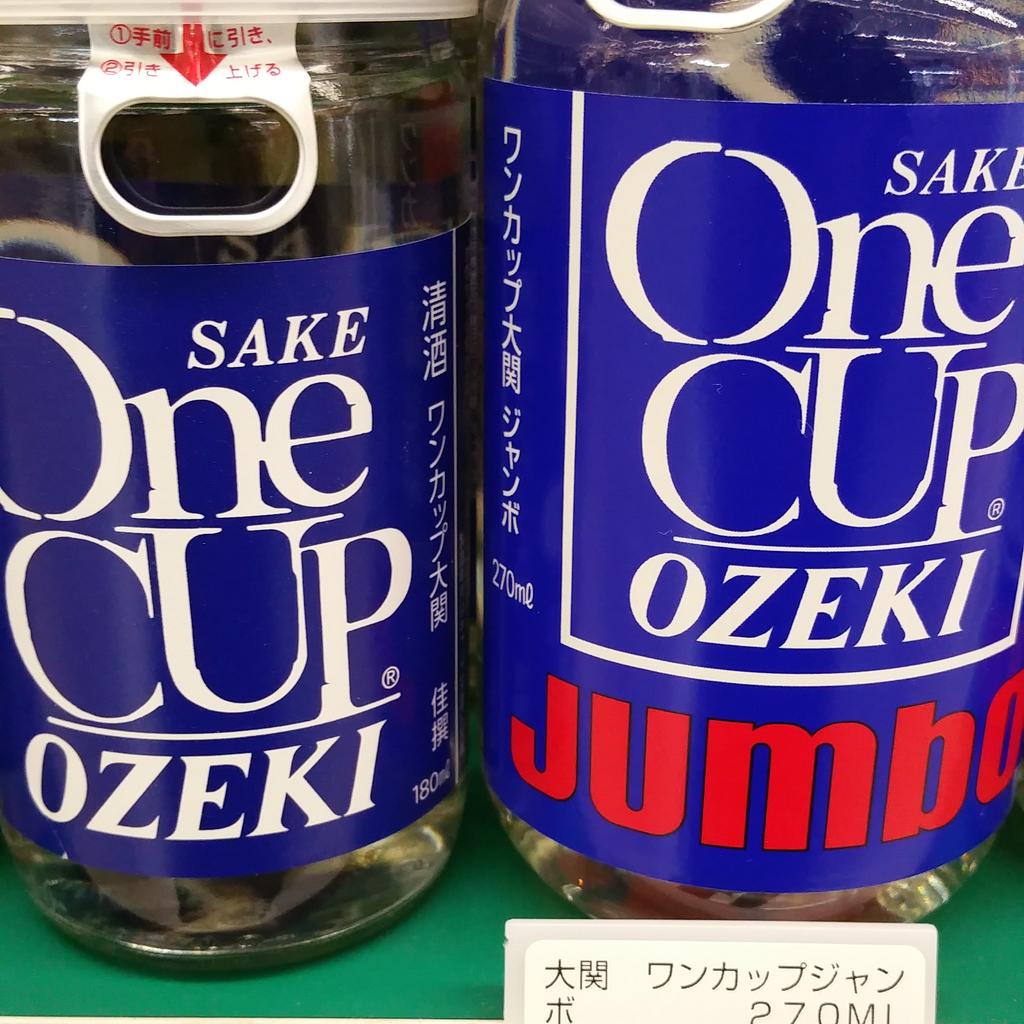 ①手前に引き、
②引き上げる
SAKE
One
CUP®
OZEKI
清酒 ワンカップ大関 佳撰
180ml
ワンカップ大関 ジャンボ
270ml
SAKE
One
CUP®
OZEKI
Jumbo
大関 ワンカップジャン
ボ 270ML